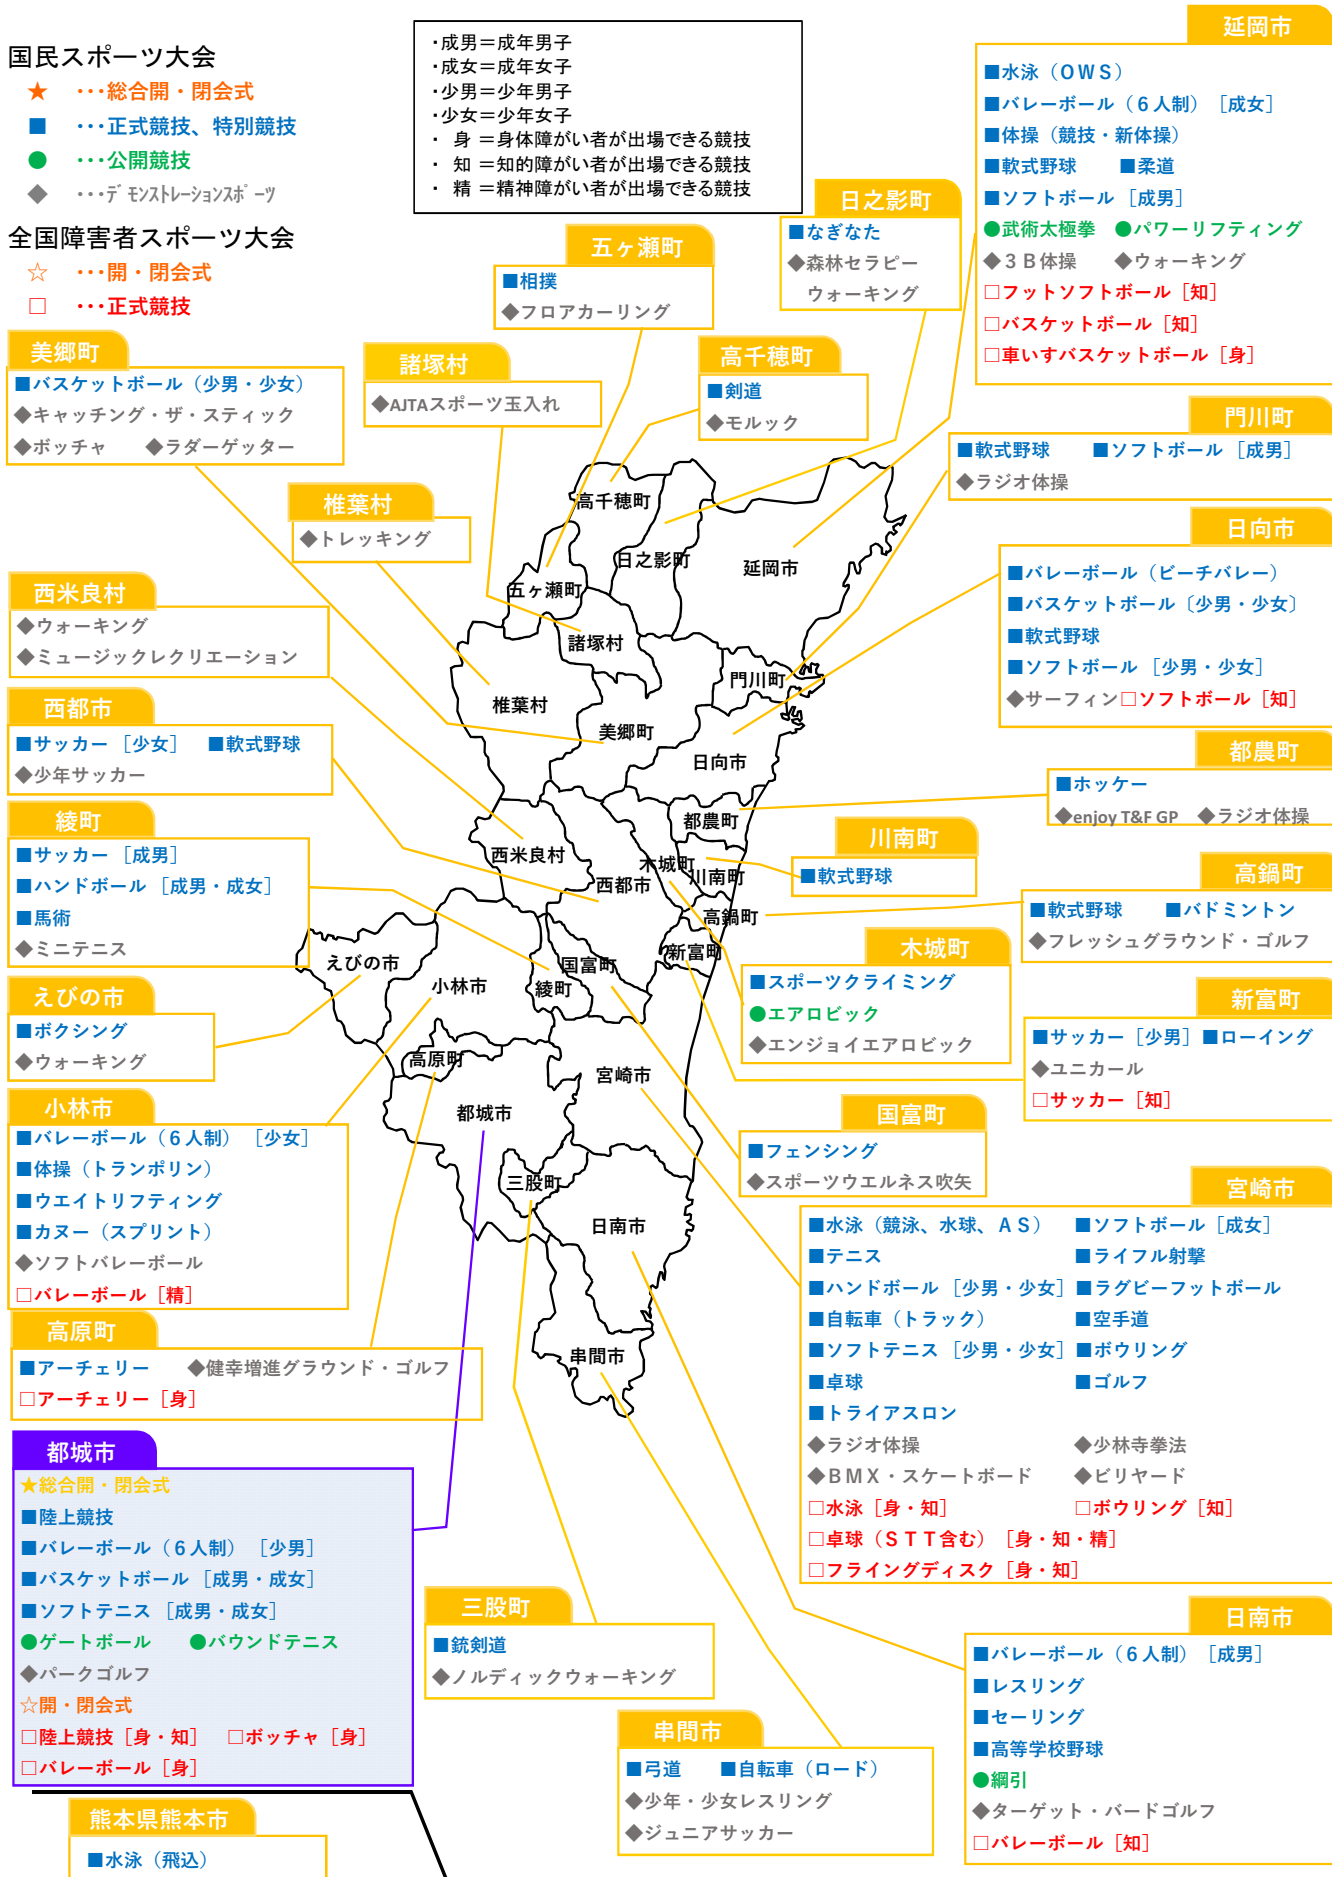 国民スポーツ大会
★ ･･･総合開・閉会式
■ ･･･正式競技、特別競技
● ･･･公開競技
◆ ･･･ﾃﾞﾓﾝｽﾄﾚｰｼｮﾝｽﾎﾟｰﾂ
全国障害者スポーツ大会
☆ ･･･開・閉会式
□ ･･･正式競技
・成男＝成年男子
・成女＝成年女子
・少男＝少年男子
・少女＝少年女子
・ 身 ＝身体障がい者が出場できる競技
・ 知 ＝知的障がい者が出場できる競技
・ 精 ＝精神障がい者が出場できる競技
延岡市
■水泳（ＯＷＳ）
■バレーボール（６人制）［成女］
■体操（競技・新体操）
■軟式野球 ■柔道
■ソフトボール［成男］
●武術太極拳 ●パワーリフティング
◆３Ｂ体操 ◆ウォーキング
□フットソフトボール［知］
□バスケットボール［知］
□車いすバスケットボール［身］
日之影町
■なぎなた
◆森林セラピー
ウォーキング
五ヶ瀬町
■相撲
◆フロアカーリング
美郷町
■バスケットボール（少男・少女）
◆キャッチング・ザ・スティック
◆ボッチャ ◆ラダーゲッター
諸塚村
◆AJTAスポーツ玉入れ
高千穂町
■剣道
◆モルック
門川町
■軟式野球 ■ソフトボール［成男］
◆ラジオ体操
椎葉村
◆トレッキング
日向市
■バレーボール（ビーチバレー）
■バスケットボール〔少男・少女〕
■軟式野球
■ソフトボール［少男・少女］
◆サーフィン□ソフトボール［知］
西米良村
◆ウォーキング
◆ミュージックレクリエーション
西都市
■サッカー［少女］ ■軟式野球
◆少年サッカー
都農町
■ホッケー
◆enjoy T&F GP ◆ラジオ体操
綾町
■サッカー［成男］
■ハンドボール［成男・成女］
■馬術
◆ミニテニス
川南町
■軟式野球
高鍋町
■軟式野球 ■バドミントン
◆フレッシュグラウンド・ゴルフ
木城町
■スポーツクライミング
●エアロビック
◆エンジョイエアロビック
えびの市
■ボクシング
◆ウォーキング
新富町
■サッカー［少男］■ローイング
◆ユニカール
□サッカー［知］
小林市
■バレーボール（６人制）［少女］
■体操（トランポリン）
■ウエイトリフティング
■カヌー（スプリント）
◆ソフトバレーボール
□バレーボール［精］
国富町
■フェンシング
◆スポーツウエルネス吹矢
宮崎市
■水泳（競泳、水球、ＡＳ） ■ソフトボール［成女］
■テニス ■ライフル射撃
■ハンドボール［少男・少女］ ■ラグビーフットボール
■自転車（トラック） ■空手道
■ソフトテニス［少男・少女］ ■ボウリング
■卓球 ■ゴルフ
■トライアスロン
◆ラジオ体操 ◆少林寺拳法
◆ＢＭＸ・スケートボード ◆ビリヤード
□水泳［身・知］ □ボウリング［知］
□卓球（ＳＴＴ含む）［身・知・精］
□フライングディスク［身・知］
高原町
■アーチェリー ◆健幸増進グラウンド・ゴルフ
□アーチェリー［身］
都城市
★総合開・閉会式
■陸上競技
■バレーボール（６人制）［少男］
■バスケットボール［成男・成女］
■ソフトテニス［成男・成女］
●ゲートボール ●バウンドテニス
◆パークゴルフ
☆開・閉会式
□陸上競技［身・知］ □ボッチャ［身］
□バレーボール［身］
三股町
■銃剣道
◆ノルディックウォーキング
日南市
■バレーボール（６人制）［成男］
■レスリング
■セーリング
■高等学校野球
●綱引
◆ターゲット・バードゴルフ
□バレーボール［知］
串間市
■弓道 ■自転車（ロード）
◆少年・少女レスリング
◆ジュニアサッカー
熊本県熊本市
■水泳（飛込）
高千穂町
日之影町
延岡市
五ヶ瀬町
諸塚村
門川町
椎葉村
美郷町
日向市
都農町
西米良村
木城町
川南町
西都市
高鍋町
新富町
えびの市
国富町
小林市
綾町
高原町
宮崎市
都城市
三股町
日南市
串間市